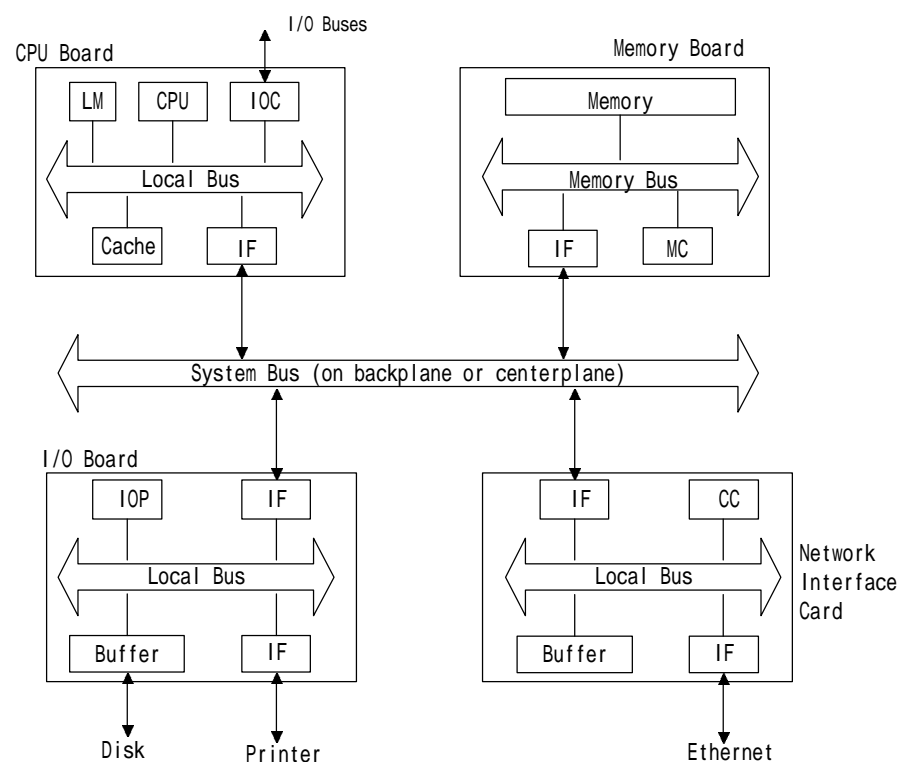 I/O Buses
CPU Board
Memory Board
LM
CPU
IOC
Memory
Local Bus
Memory Bus
Cache
IF
IF
MC
System Bus (on backplane or centerplane)
I/O Board
IOP
IF
IF
CC
Local Bus
Local Bus
Network
Interface
Card
Buffer
IF
Buffer
IF
Disk
Printer
Ethernet